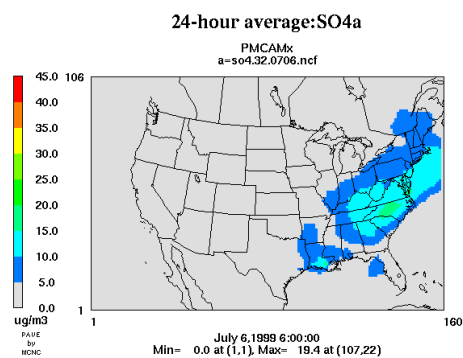 24-hour average:SO4a
PMCAMx
a=so4.32.0706.ncf
45.0
40.0
35.0
30.0
25.0
20.0
15.0
10.0
5.0
0.0
ug/m3
PAVE
by
MCNC
106
1
1
160
July 6,1999 6:00:00
Min= 0.0 at (1,1), Max= 19.4 at (107,22)